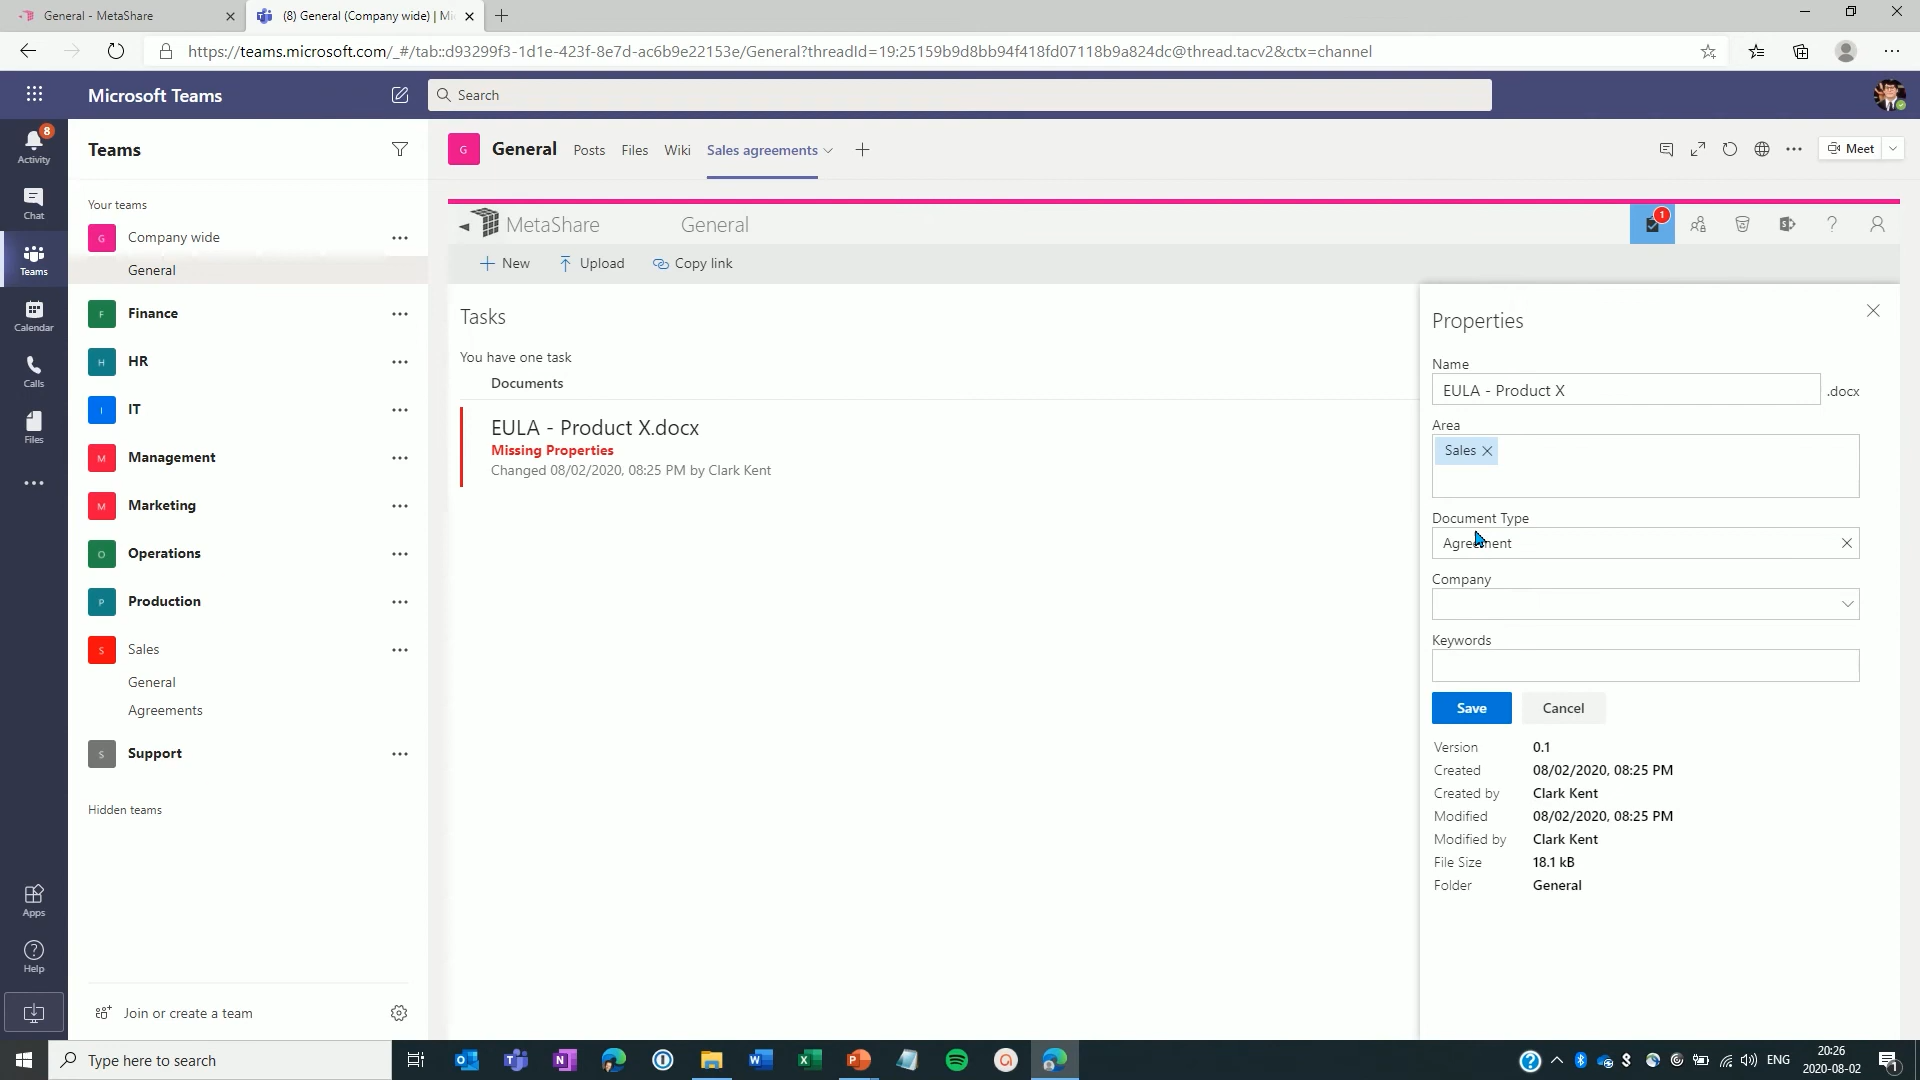 General - MetaShare
(8) General (Company wide) | Mi
https://teams.microsoft.com/_#/tab::d93299f3-1d1e-423f-8e7d-ac6b9e22153e/General?threadId=19:25159b9d8bb94f418fd07118b9a824dc@thread.tacv2&ctx=channel
Microsoft Teams
Search
8
Activity
Chat
Teams
Calendar
Calls
Files
Apps
Help
Teams
Your teams
G Company wide
General
F Finance
H HR
I IT
M Management
M Marketing
O Operations
P Production
S Sales
General
Agreements
S Support
Hidden teams
Join or create a team
G General Posts Files Wiki Sales agreements
Meet
MetaShare General
1
?
New Upload Copy link
Tasks
You have one task
Documents
EULA - Product X.docx
Missing Properties
Changed 08/02/2020, 08:25 PM by Clark Kent
Properties
Name
EULA - Product X .docx
Area
Sales
Document Type
Agreement
Company
Keywords
Save Cancel
Version 0.1
Created 08/02/2020, 08:25 PM
Created by Clark Kent
Modified 08/02/2020, 08:25 PM
Modified by Clark Kent
File Size 18.1 kB
Folder General
Type here to search
ENG
20:26
2020-08-02
1